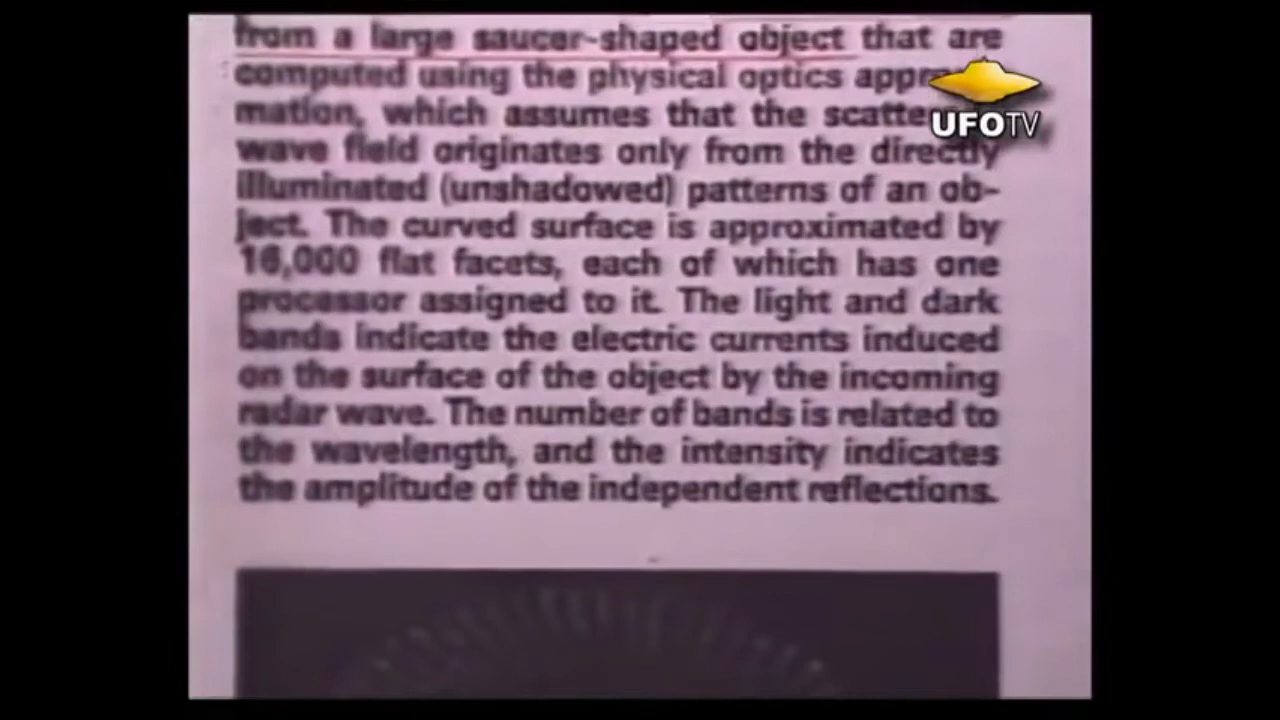 from a large saucer-shaped object that are
computed using the physical optics
mation, which assumes that the
wave field originates only from the directly
illuminated (unshadowed) patterns of an ob-
ject. The curved surface is approximated by
16,000 flat facets, each of which has one
processor assigned to it. The light and dark
bands indicate the electric currents induced
on the surface of the object by the incoming
radar wave. The number of bands is related to
the wavelength, and the intensity indicates
the amplitude of the independent reflections.
UFOTV